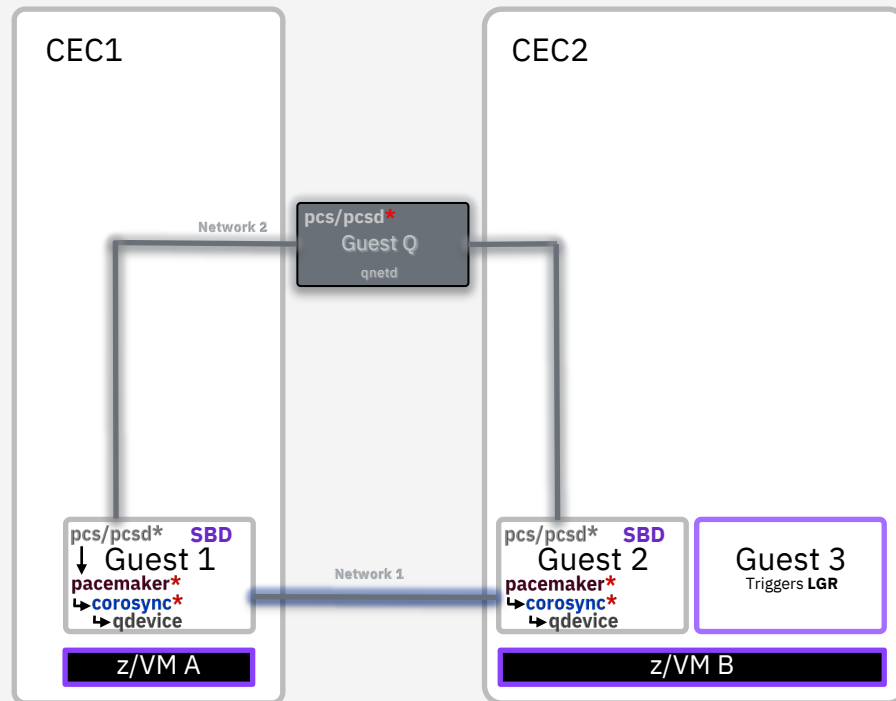 CEC1
CEC2
Network 2
pcs/pcsd*
Guest Q
qnetd
pcs/pcsd* SBD
Guest 1
pacemaker*
corosync*
qdevice
Network 1
pcs/pcsd* SBD
Guest 2
pacemaker*
corosync*
qdevice
Guest 3
Triggers LGR
z/VM A
z/VM B